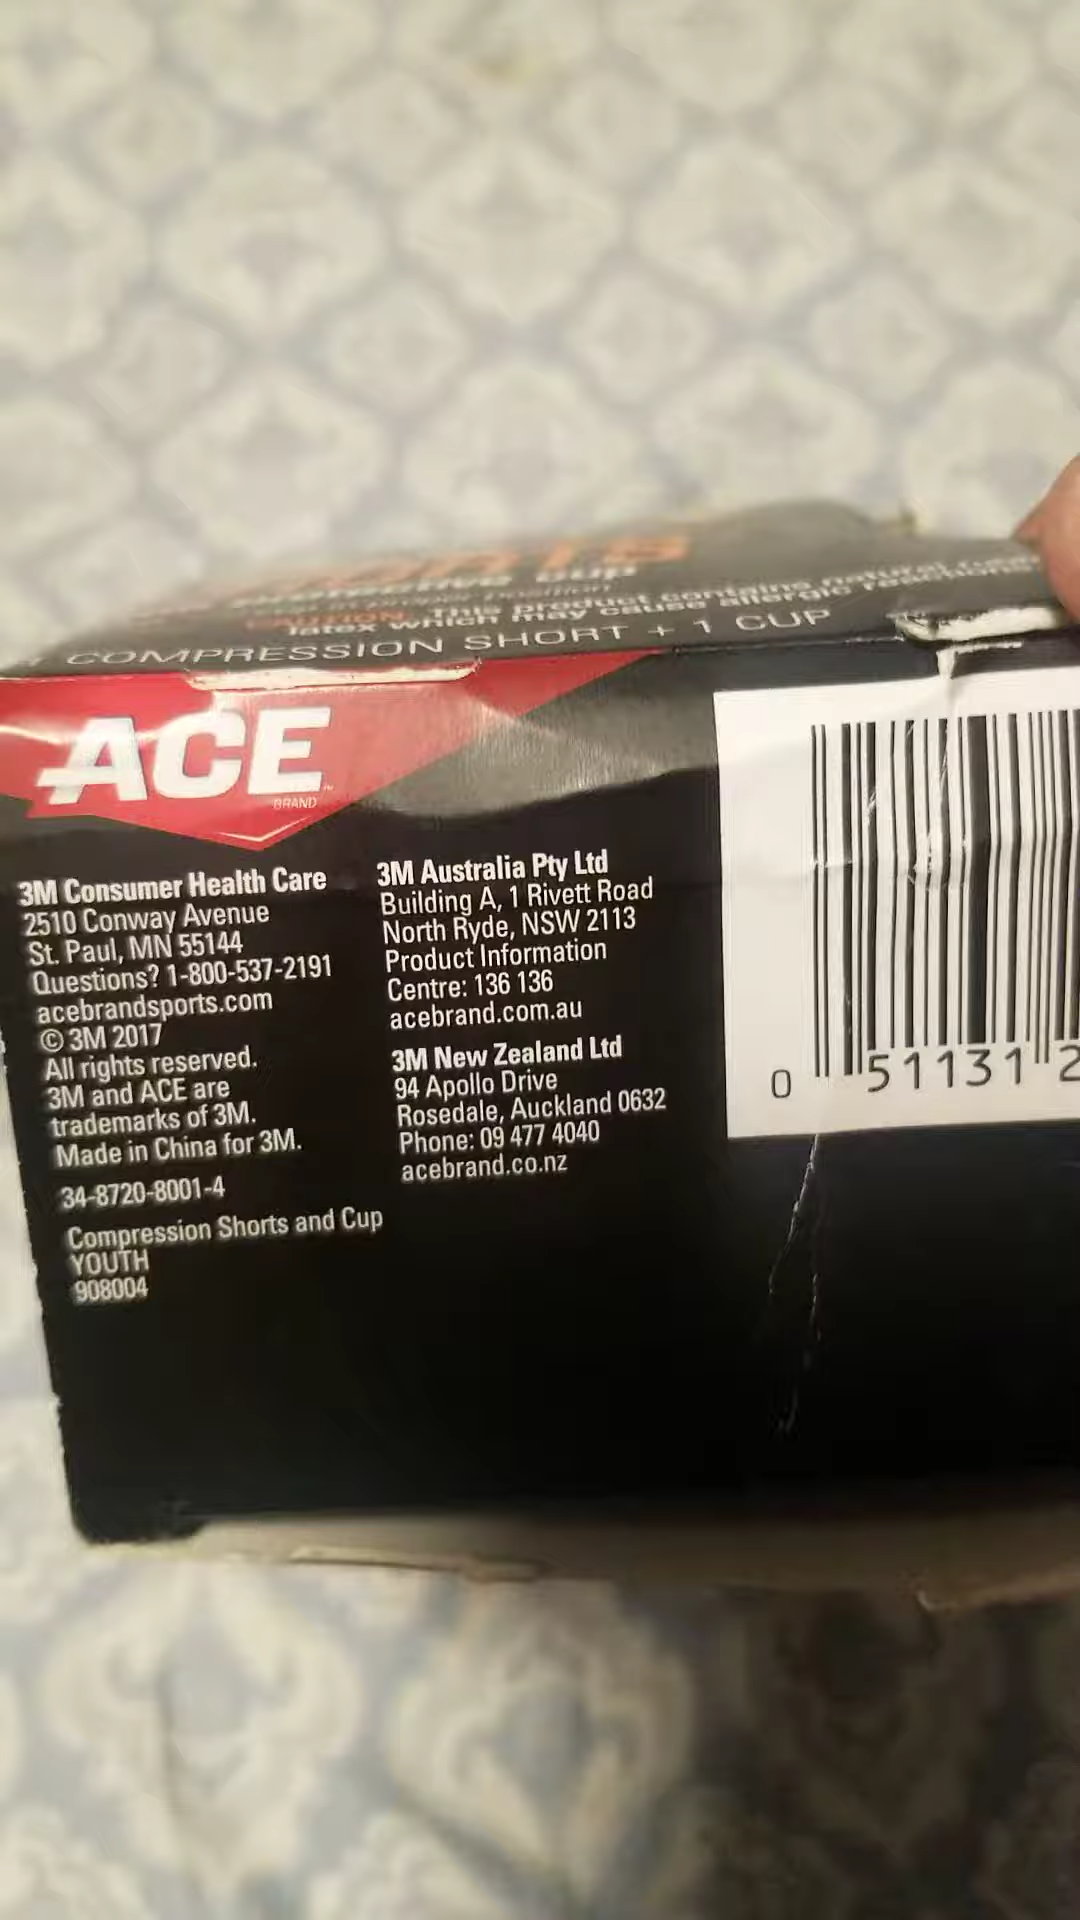 Protective Cup
CAUTION: This product contains natural
latex which may cause allergic reactions
COMPRESSION SHORT + 1 CUP
ACE™
BRAND
3M Consumer Health Care
2510 Conway Avenue
St. Paul, MN 55144
Questions? 1-800-537-2191
acebrandsports.com
© 3M 2017
All rights reserved.
3M and ACE are
trademarks of 3M.
Made in China for 3M.
34-8720-8001-4
Compression Shorts and Cup
YOUTH
908004
3M Australia Pty Ltd
Building A, 1 Rivett Road
North Ryde, NSW 2113
Product Information
Centre: 136 136
acebrand.com.au
3M New Zealand Ltd
94 Apollo Drive
Rosedale, Auckland 0632
Phone: 09 477 4040
acebrand.co.nz
0 51131 2